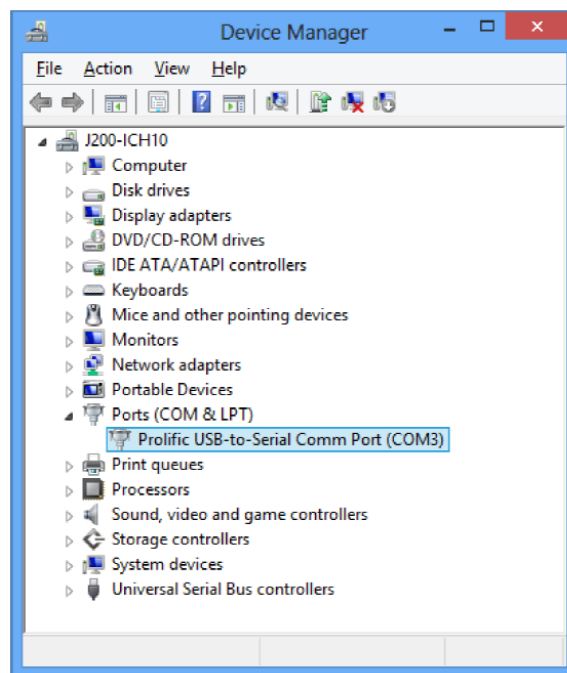 Device Manager
File Action View Help
J200-ICH10
Computer
Disk drives
Display adapters
DVD/CD-ROM drives
IDE ATA/ATAPI controllers
Keyboards
Mice and other pointing devices
Monitors
Network adapters
Portable Devices
Ports (COM & LPT)
Prolific USB-to-Serial Comm Port (COM3)
Print queues
Processors
Sound, video and game controllers
Storage controllers
System devices
Universal Serial Bus controllers